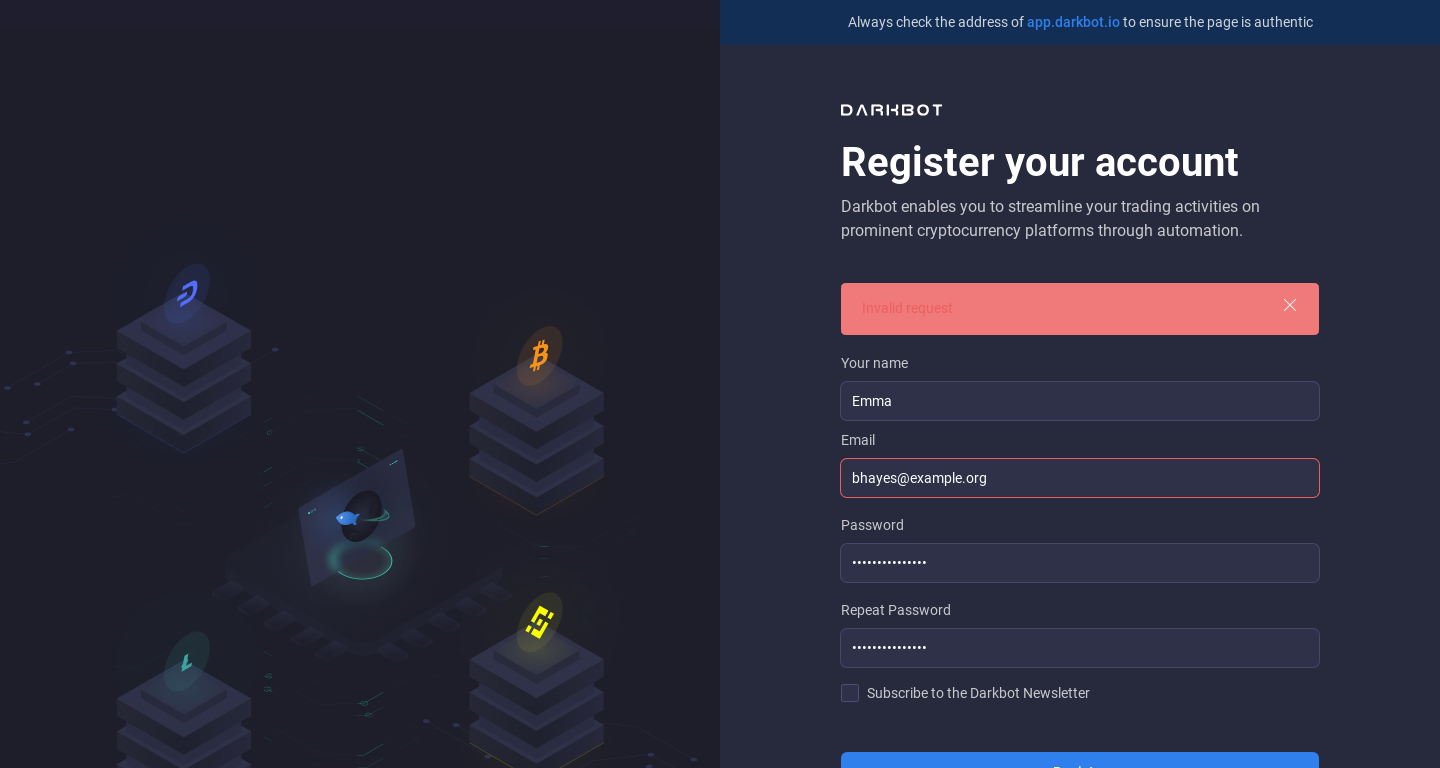 Always check the address of app.darkbot.io to ensure the page is authentic
DARKBOT
Register your account
Darkbot enables you to streamline your trading activities on
prominent cryptocurrency platforms through automation.
Invalid request
Your name
Emma
Email
bhayes@example.org
Password
•••••••••••••••
Repeat Password
•••••••••••••••
Subscribe to the Darkbot Newsletter